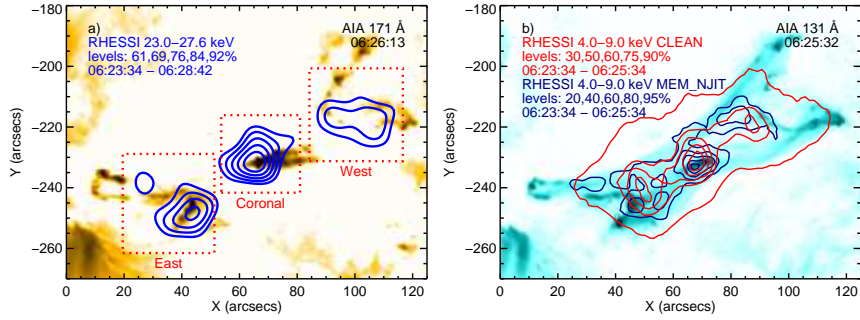 a)
AIA 171 Å
RHESSI 23.0−27.6 keV
06:26:13
levels: 61,69,76,84,92%
06:23:34 − 06:28:42
West
Coronal
East
−200
−220
−240
−260
Y (arcsecs)
0 20 40 60 80 100 120
X (arcsecs)
b)
AIA 131 Å
RHESSI 4.0−9.0 keV CLEAN
06:25:32
levels: 30,50,60,75,90%
06:23:34 − 06:25:34
RHESSI 4.0−9.0 keV MEM_NJIT
levels: 20,40,60,80,95%
06:23:34 − 06:25:34
−200
−220
−240
−260
Y (arcsecs)
0 20 40 60 80 100 120
X (arcsecs)